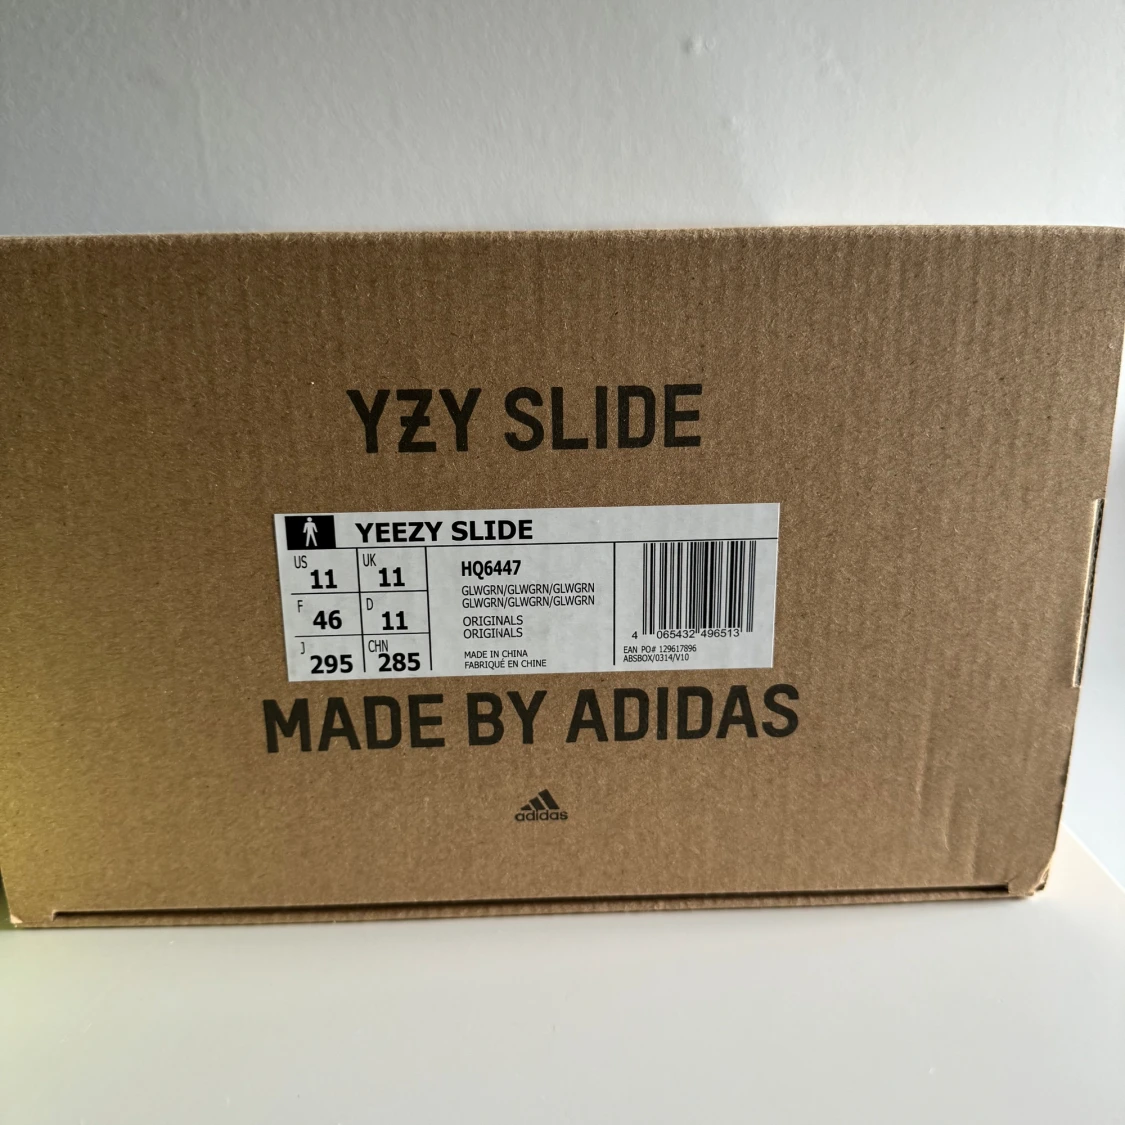 YZY SLIDE
YEEZY SLIDE
US 11 UK 11
F 46 D 11
J 295 CHN 285
HQ6447
GLWGRN/GLWGRN/GLWGRN
GLWGRN/GLWGRN/GLWGRN
ORIGINALS
ORIGINALS
MADE IN CHINA
FABRIQUÉ EN CHINE
4 065432 496513
EAN PO# 129617896
ABSBOX/0314/V10
MADE BY ADIDAS
adidas